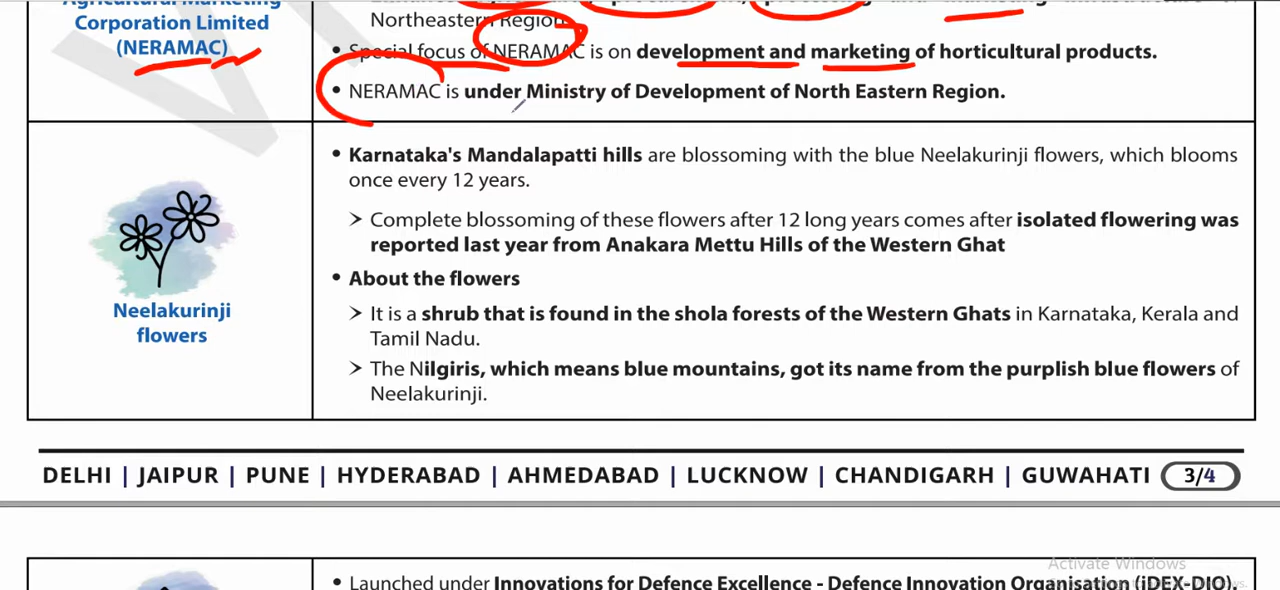 Agricultural Marketing
Corporation Limited
(NERAMAC)
Northeastern Region
• Special focus of NERAMAC is on development and marketing of horticultural products.
• NERAMAC is under Ministry of Development of North Eastern Region.
Neelakurinji
flowers
• Karnataka's Mandalapatti hills are blossoming with the blue Neelakurinji flowers, which blooms
once every 12 years.
➤ Complete blossoming of these flowers after 12 long years comes after isolated flowering was
reported last year from Anakara Mettu Hills of the Western Ghat
• About the flowers
➤ It is a shrub that is found in the shola forests of the Western Ghats in Karnataka, Kerala and
Tamil Nadu.
➤ The Nilgiris, which means blue mountains, got its name from the purplish blue flowers of
Neelakurinji.
DELHI | JAIPUR | PUNE | HYDERABAD | AHMEDABAD | LUCKNOW | CHANDIGARH | GUWAHATI 3/4
Activate Windows
• Launched under Innovations for Defence Excellence - Defence Innovation Organisation (iDEX-DIO).